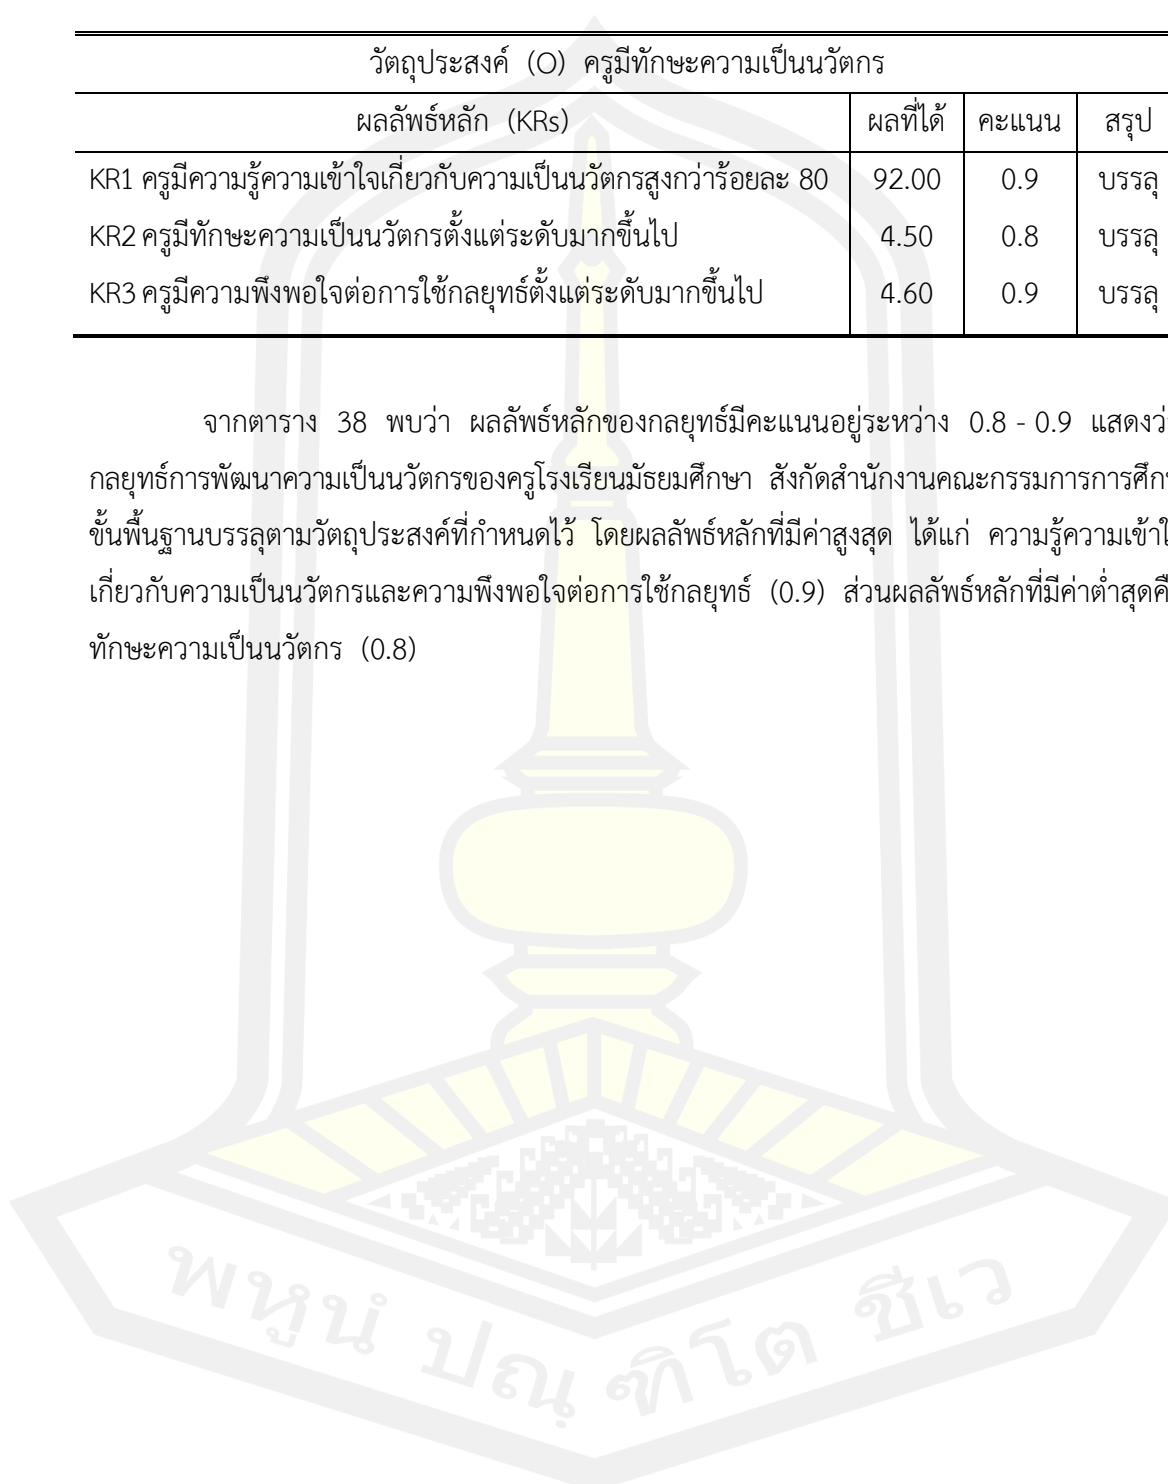 วัตถุประสงค์ (O) ครูมีทักษะความเป็นนวัตกร
ผลลัพธ์หลัก (KRs) ผลที่ได้ คะแนน สรุป
KR1 ครูมีความรู้ความเข้าใจเกี่ยวกับความเป็นนวัตกรสูงกว่าร้อยละ 80 92.00 0.9 บรรลุ
KR2 ครูมีทักษะความเป็นนวัตกรตั้งแต่ระดับมากขึ้นไป 4.50 0.8 บรรลุ
KR3 ครูมีความพึงพอใจต่อการใช้กลยุทธ์ตั้งแต่ระดับมากขึ้นไป 4.60 0.9 บรรลุ
จากตาราง 38 พบว่า ผลลัพธ์หลักของกลยุทธ์มีคะแนนอยู่ระหว่าง 0.8 - 0.9
กลยุทธ์การพัฒนาความเป็นนวัตกรของครูโรงเรียนมัธยมศึกษา สังกัดสำนักงานคณะกรรมการ
ขั้นพื้นฐานบรรลุตามวัตถุประสงค์ที่กำหนดไว้ โดยผลลัพธ์หลักที่มีค่าสูงสุด ได้แก่ ความรู้ความ
เกี่ยวกับความเป็นนวัตกรและความพึงพอใจต่อการใช้กลยุทธ์ (0.9) ส่วนผลลัพธ์หลักที่มีค่าต่ำสุด
ทักษะความเป็นนวัตกร (0.8)
พหูนํ ปณฺ ฑิโต ชีเว